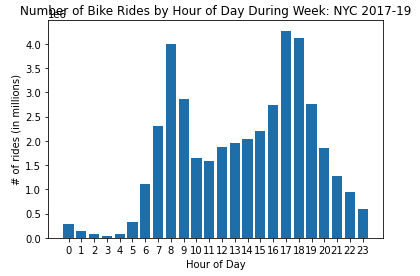 Number of Bike Rides by Hour of Day During Week: NYC 2017-19
1e6
4.0
3.5
3.0
2.5
2.0
1.5
1.0
0.5
0.0
# of rides (in millions)
0 1 2 3 4 5 6 7 8 9 10 11 12 13 14 15 16 17 18 19 20 21 22 23
Hour of Day